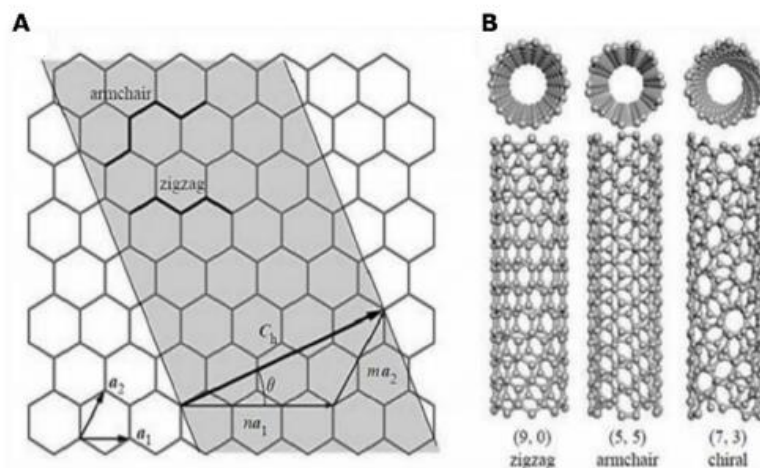 A
B
armchair
zigzag
C_h
θ
a_2
ma_2
a_1
na_1
(9, 0)
zigzag
(5, 5)
armchair
(7, 3)
chiral